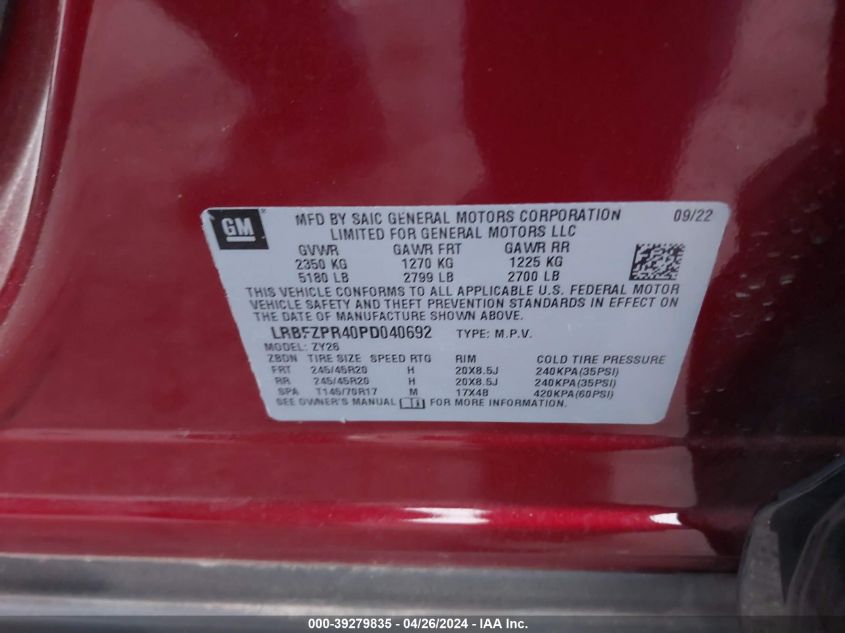 GM
MFD BY SAIC GENERAL MOTORS CORPORATION 09/22
LIMITED FOR GENERAL MOTORS LLC
GVWR GAWR FRT GAWR RR
2350 KG 1270 KG 1225 KG
5180 LB 2799 LB 2700 LB
THIS VEHICLE CONFORMS TO ALL APPLICABLE U.S. FEDERAL MOTOR
VEHICLE SAFETY AND THEFT PREVENTION STANDARDS IN EFFECT ON
THE DATE OF MANUFACTURE SHOWN ABOVE.
LRBFZPR40PD040692 TYPE: M.P.V.
MODEL: ZY26
ZBDN TIRE SIZE SPEED RTG RIM COLD TIRE PRESSURE
FRT 245/45R20 H 20X8.5J 240KPA(35PSI)
RR 245/45R20 H 20X8.5J 240KPA(35PSI)
SPA T145/70R17 M 17X4B 420KPA(60PSI)
SEE OWNER'S MANUAL FOR MORE INFORMATION.
000-39279835 / 04/26/2024 - IAA Inc.